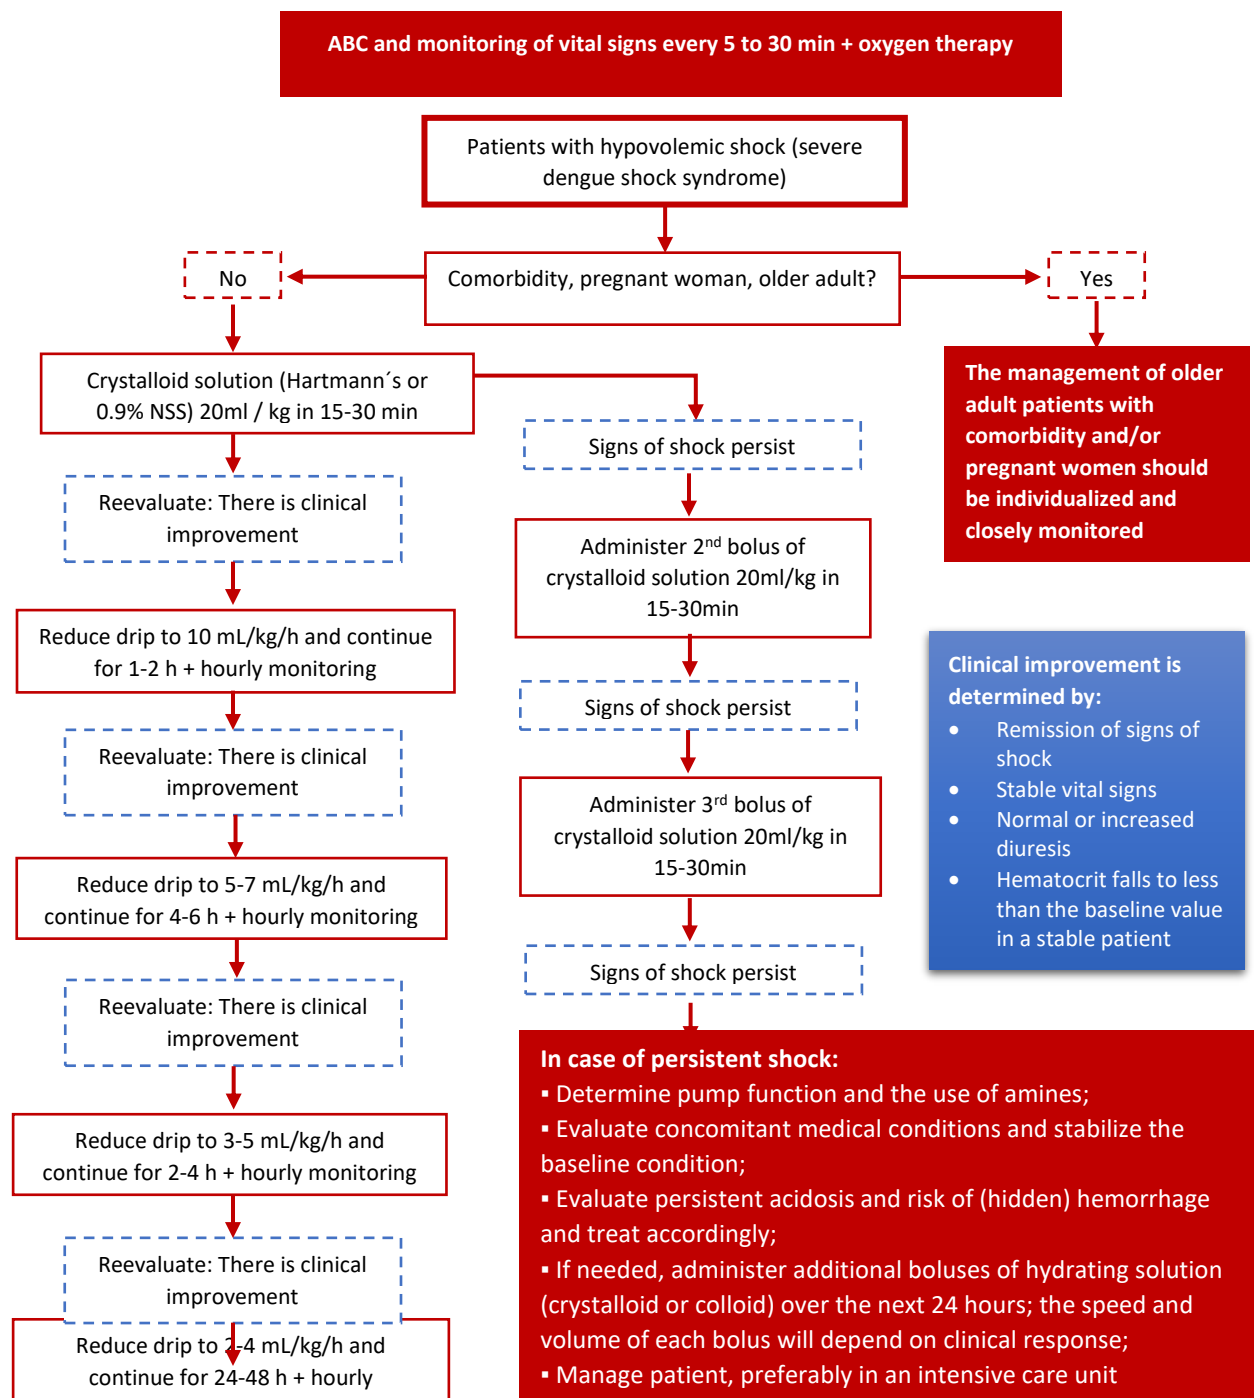 ABC and monitoring of vital signs every 5 to 30 min + oxygen therapy
Patients with hypovolemic shock (severe
dengue shock syndrome)
No
Comorbidity, pregnant woman, older adult?
Yes
Crystalloid solution (Hartmann´s or
0.9% NSS) 20ml / kg in 15-30 min
Reevaluate: There is clinical
improvement
Reduce drip to 10 mL/kg/h and continue
for 1-2 h + hourly monitoring
Reevaluate: There is clinical
improvement
Reduce drip to 5-7 mL/kg/h and
continue for 4-6 h + hourly monitoring
Reevaluate: There is clinical
improvement
Reduce drip to 3-5 mL/kg/h and
continue for 2-4 h + hourly monitoring
Reevaluate: There is clinical
improvement
Reduce drip to 2-4 mL/kg/h and
continue for 24-48 h + hourly
Signs of shock persist
Administer 2nd bolus of
crystalloid solution 20ml/kg in
15-30min
Signs of shock persist
Administer 3rd bolus of
crystalloid solution 20ml/kg in
15-30min
Signs of shock persist
In case of persistent shock:
▪ Determine pump function and the use of amines;
▪ Evaluate concomitant medical conditions and stabilize the
baseline condition;
▪ Evaluate persistent acidosis and risk of (hidden) hemorrhage
and treat accordingly;
▪ If needed, administer additional boluses of hydrating solution
(crystalloid or colloid) over the next 24 hours; the speed and
volume of each bolus will depend on clinical response;
▪ Manage patient, preferably in an intensive care unit
The management of older
adult patients with
comorbidity and/or
pregnant women should
be individualized and
closely monitored
Clinical improvement is
determined by:
• Remission of signs of
shock
• Stable vital signs
• Normal or increased
diuresis
• Hematocrit falls to less
than the baseline value
in a stable patient